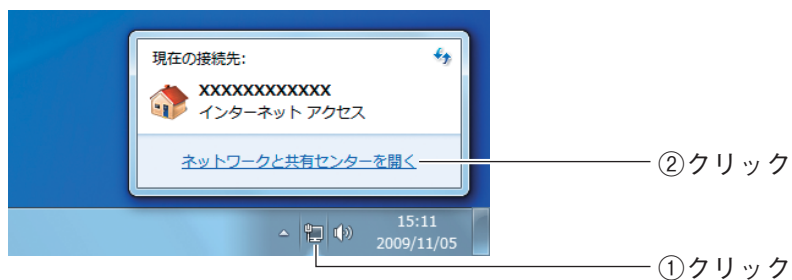 現在の接続先:
XXXXXXXXXXXX
インターネット アクセス
ネットワークと共有センターを開く
②クリック
15:11
2009/11/05
①クリック